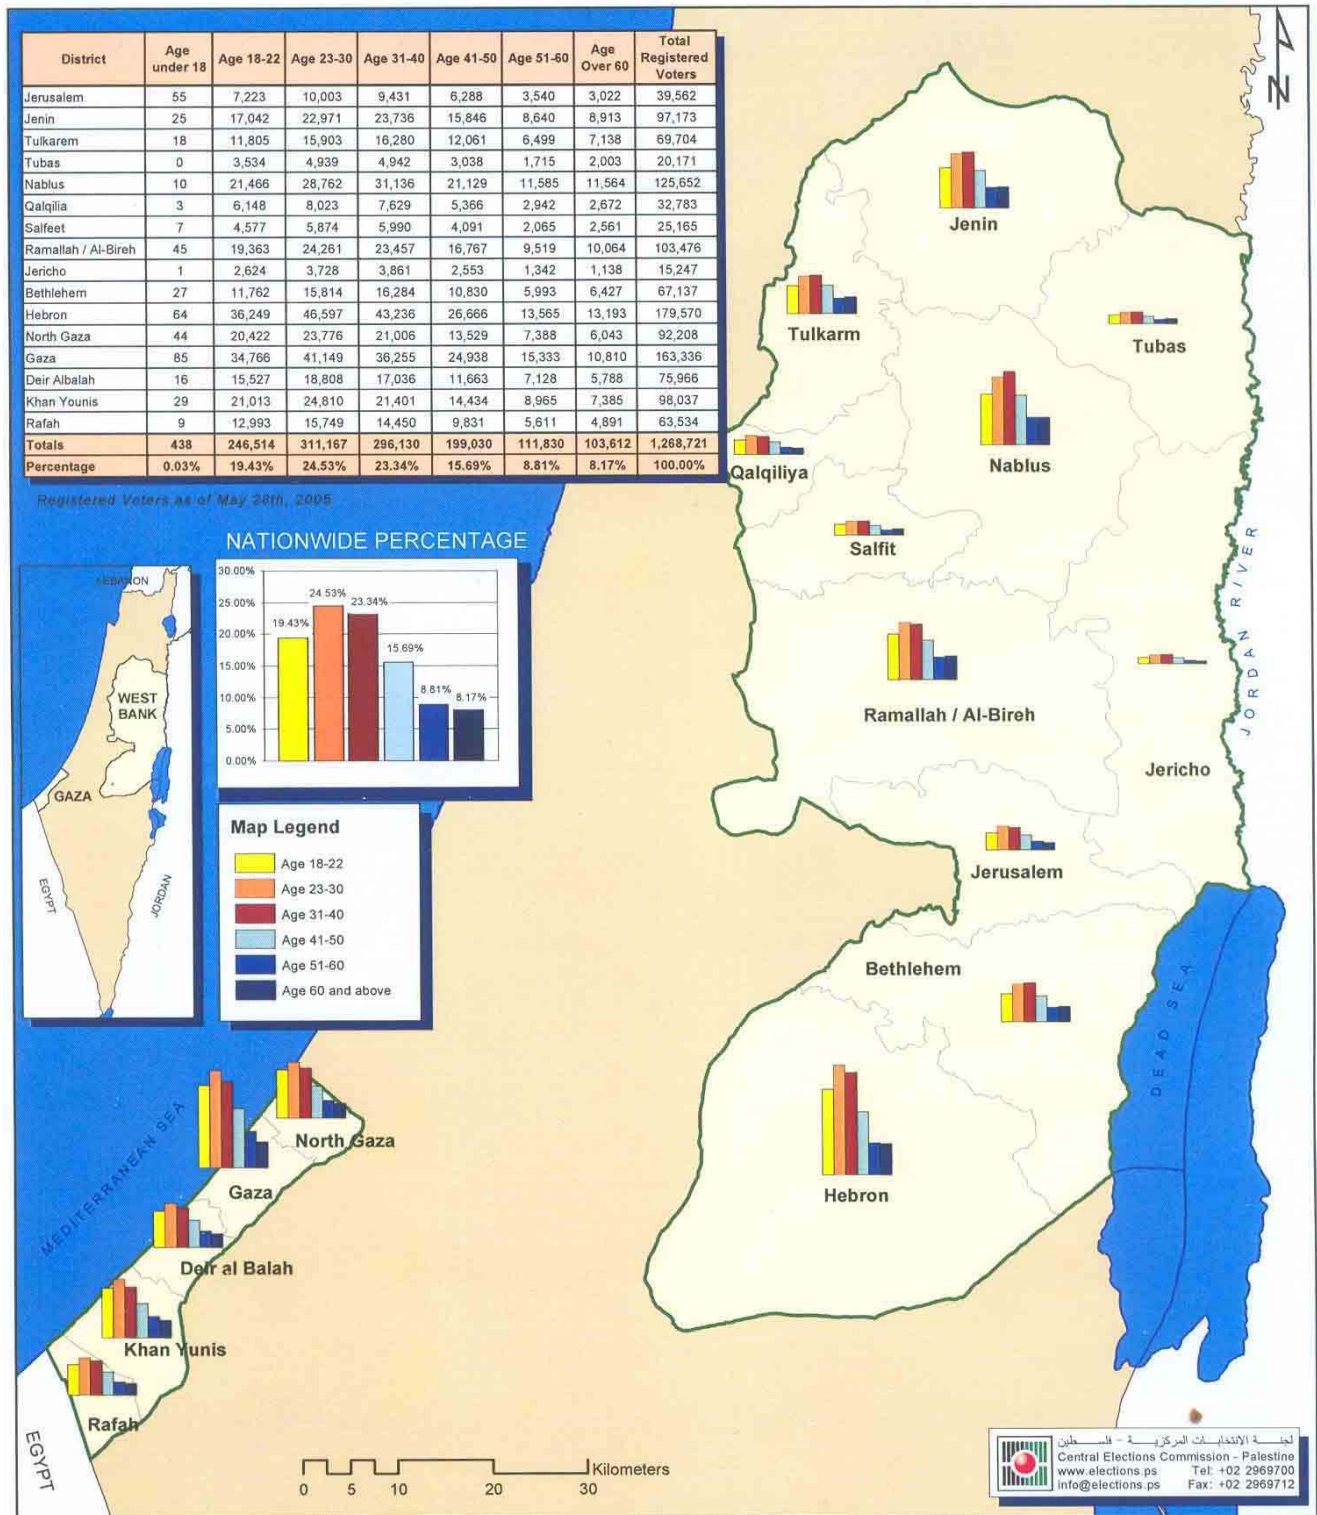 District Age under 18 Age 18-22 Age 23-30 Age 31-40 Age 41-50 Age 51-60 Age Over 60 Total Registered Voters
Jerusalem 55 7,223 10,003 9,431 6,288 3,540 3,022 39,562
Jenin 25 17,042 22,971 23,736 15,846 8,640 8,913 97,173
Tulkarem 18 11,805 15,903 16,280 12,061 6,499 7,138 69,704
Tubas 0 3,534 4,939 4,942 3,038 1,715 2,003 20,171
Nablus 10 21,466 28,762 31,136 21,129 11,585 11,564 125,652
Qalqilia 3 6,148 8,023 7,629 5,366 2,942 2,672 32,783
Salfeet 7 4,577 5,874 5,990 4,091 2,065 2,561 25,165
Ramallah / Al-Bireh 45 19,363 24,261 23,457 16,767 9,519 10,064 103,476
Jericho 1 2,624 3,728 3,861 2,553 1,342 1,138 15,247
Bethlehem 27 11,762 15,814 16,284 10,830 5,993 6,427 67,137
Hebron 64 36,249 46,597 43,236 26,666 13,565 13,193 179,570
North Gaza 44 20,422 23,776 21,006 13,529 7,388 6,043 92,208
Gaza 85 34,766 41,149 36,255 24,938 15,333 10,810 163,336
Deir Albalah 16 15,527 18,808 17,036 11,663 7,128 5,788 75,966
Khan Younis 29 21,013 24,810 21,401 14,434 8,965 7,385 98,037
Rafah 9 12,993 15,749 14,450 9,831 5,611 4,891 63,534
Totals 438 246,514 311,167 296,130 199,030 111,830 103,612 1,268,721
Percentage 0.03% 19.43% 24.53% 23.34% 15.69% 8.81% 8.17% 100.00%
Registered Voters as of May 28th, 2005
N
NATIONWIDE PERCENTAGE
30.00%
25.00%
20.00%
15.00%
10.00%
5.00%
0.00%
19.43%
24.53%
23.34%
15.69%
8.81%
8.17%
LEBANON
WEST
BANK
GAZA
EGYPT
JORDAN
Map Legend
Age 18-22
Age 23-30
Age 31-40
Age 41-50
Age 51-60
Age 60 and above
Jenin
Tulkarm
Tubas
Nablus
Qalqiliya
Salfit
Ramallah / Al-Bireh
Jericho
JORDAN RIVER
Jerusalem
Bethlehem
DEAD SEA
Hebron
MEDITERRANEAN SEA
North Gaza
Gaza
Deir al Balah
Khan Yunis
Rafah
EGYPT
Kilometers
0 5 10 20 30
لجنة الانتخابات المركزية - فلسطين
Central Elections Commission - Palestine
www.elections.ps Tel: +02 2969700
info@elections.ps Fax: +02 2969712